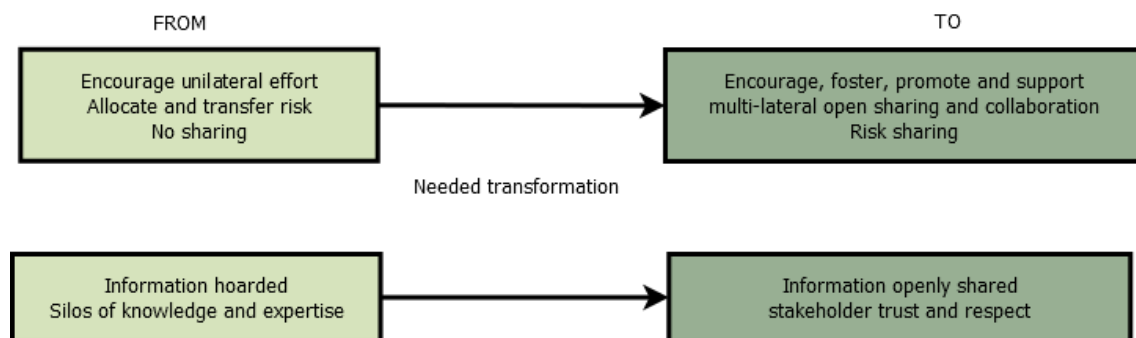 FROM
TO
Encourage unilateral effort
Allocate and transfer risk
No sharing
Encourage, foster, promote and support
multi-lateral open sharing and collaboration
Risk sharing
Needed transformation
Information hoarded
Silos of knowledge and expertise
Information openly shared
stakeholder trust and respect